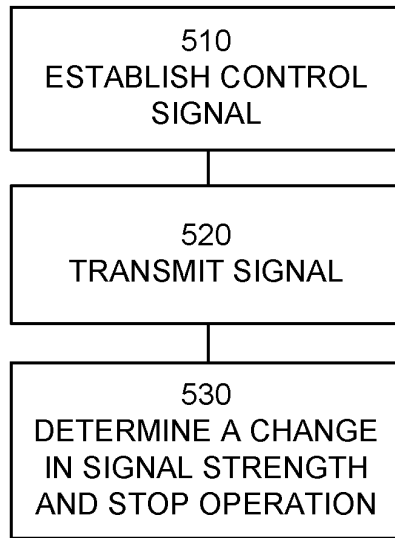 510
ESTABLISH CONTROL
SIGNAL
520
TRANSMIT SIGNAL
530
DETERMINE A CHANGE
IN SIGNAL STRENGTH
AND STOP OPERATION